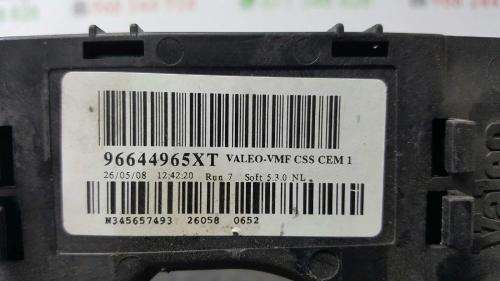 96644965XT VALEO-VMF CSS CEM 1
26/05/08 12:42:20 Run 7 Soft 5.3.0 NL
N345657493 26058 0652
Valeo